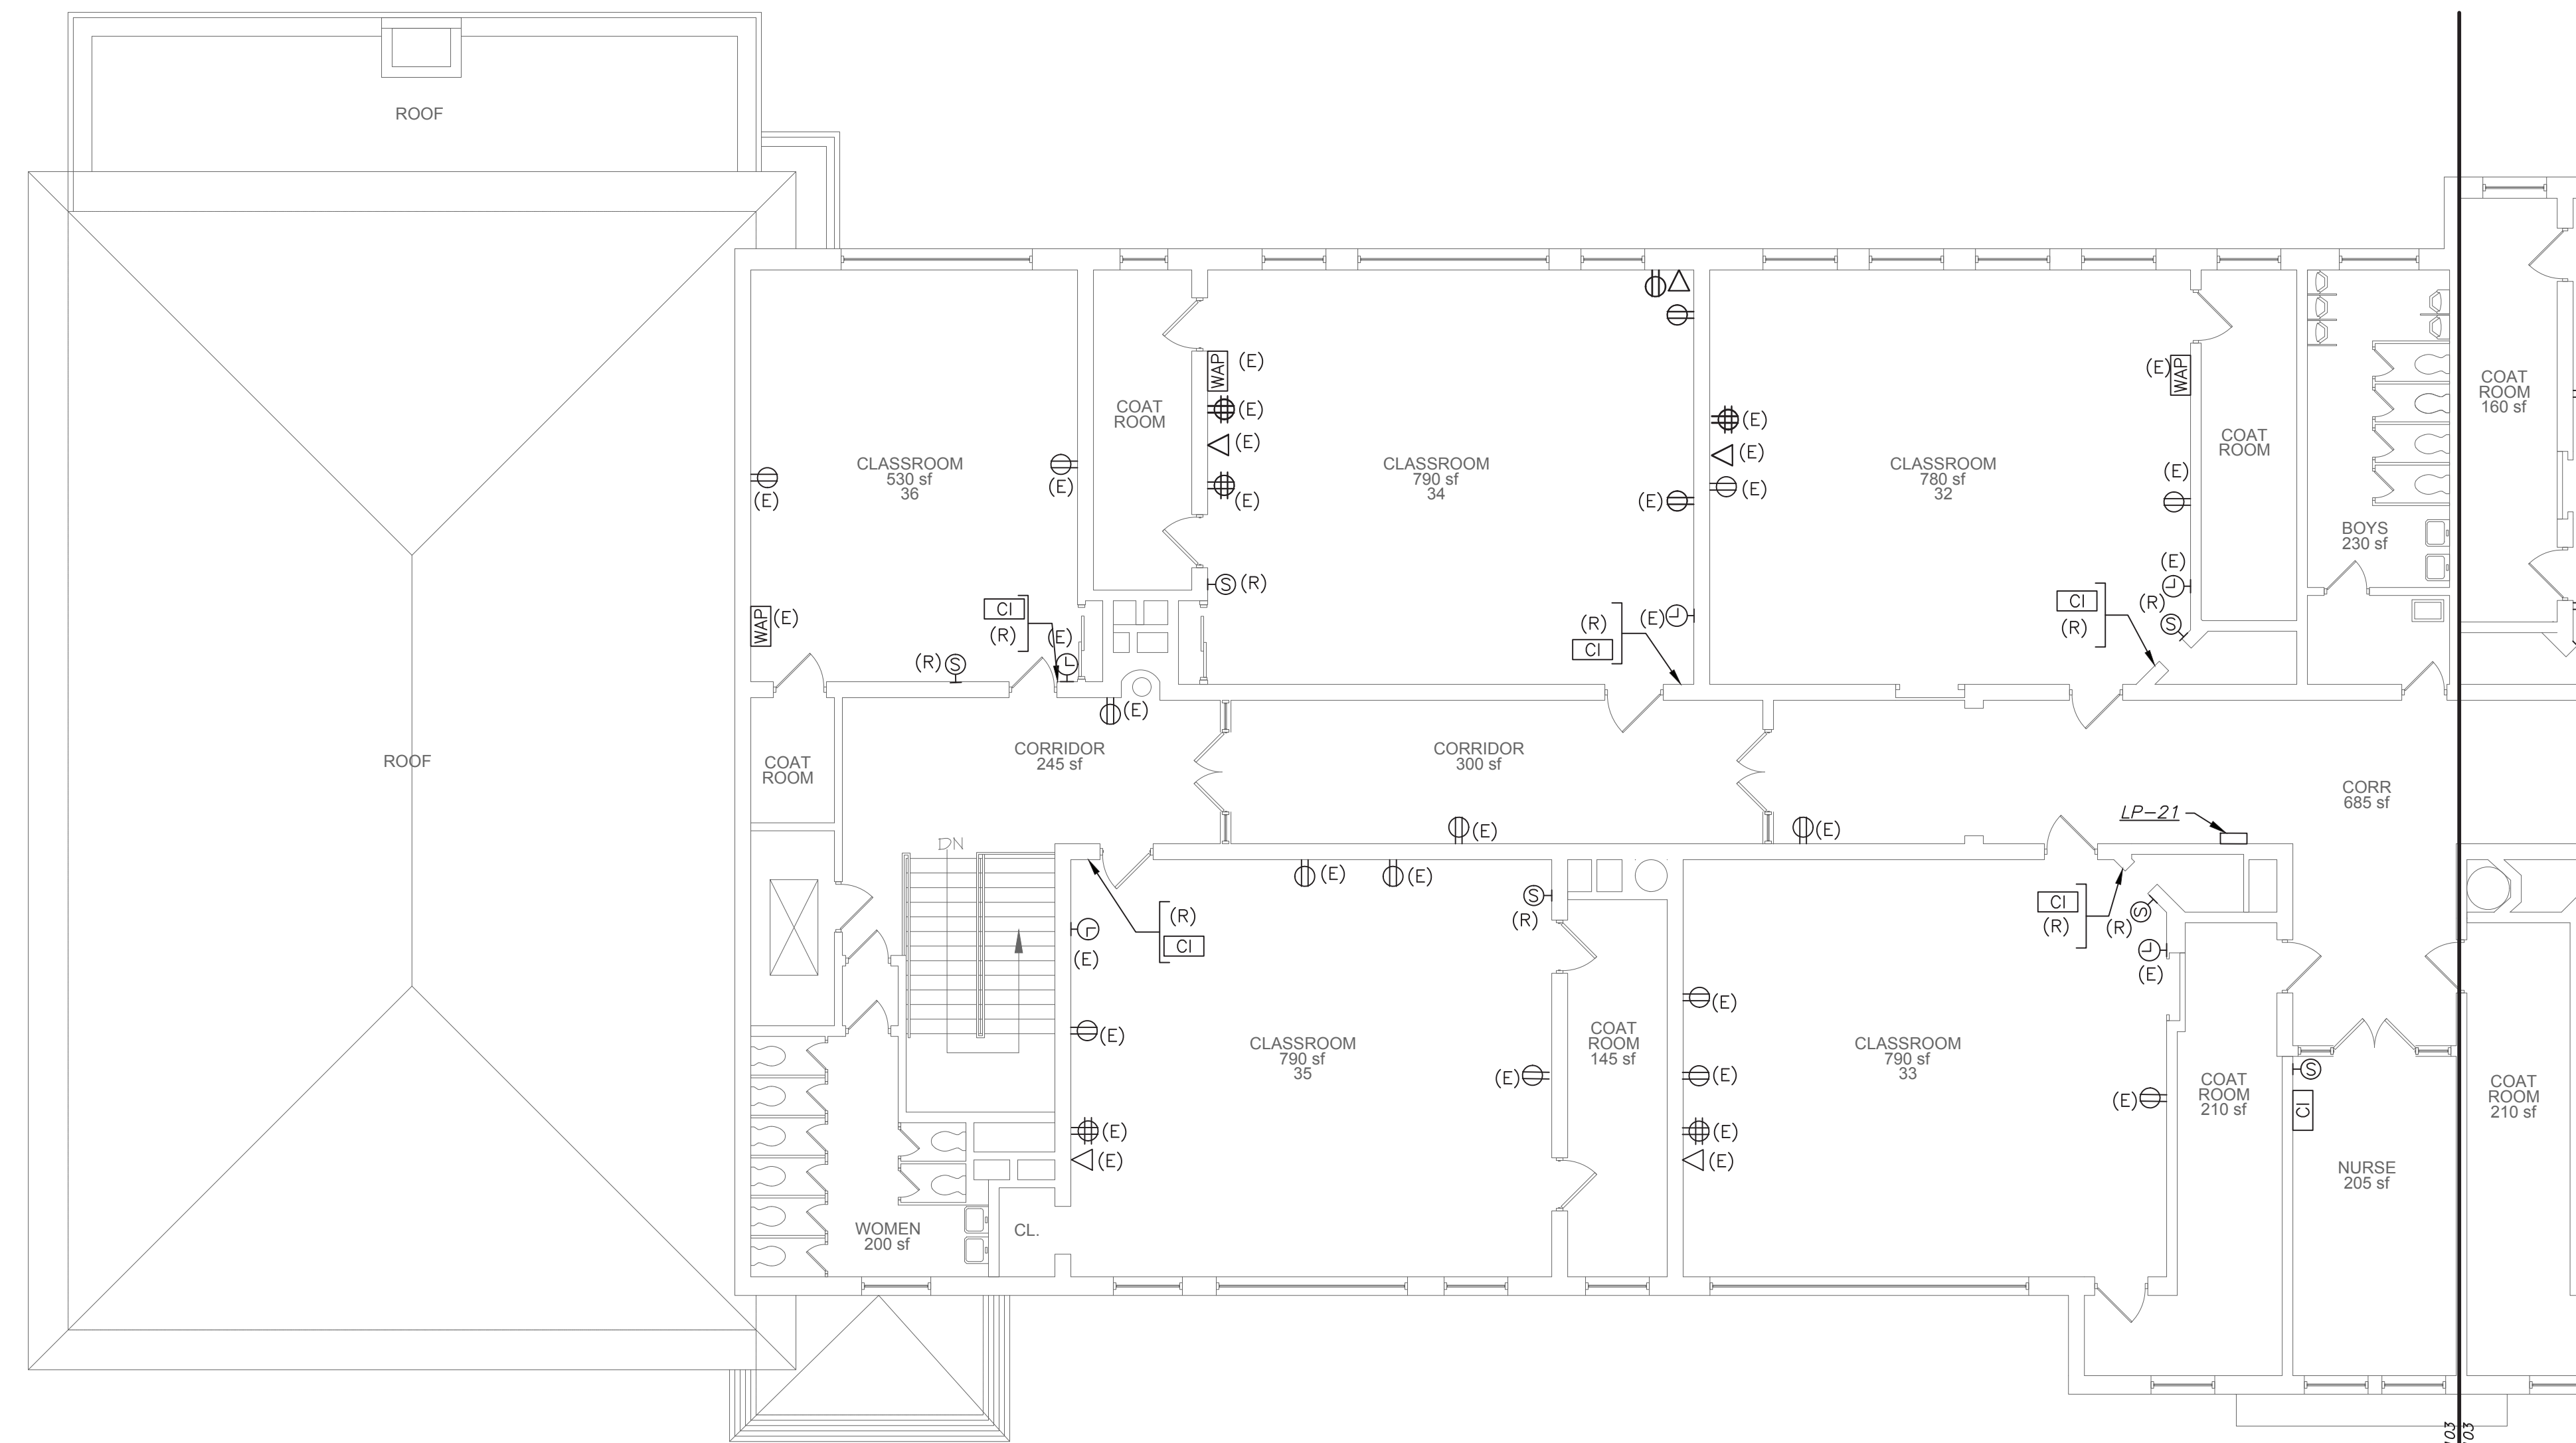 ROOF
ROOF
CLASSROOM
530 sf
36
(E)
(E)
WAP
(E)
(R)
S
CI
(R)
(E)
COAT
ROOM
WAP
(E)
(E)
(E)
(E)
S
(R)
CLASSROOM
790 sf
34
(E)
(E)
(R)
CI
(E)
(E)
(E)
CLASSROOM
780 sf
32
(E)
WAP
(E)
(E)
(R)
S
CI
(R)
COAT
ROOM
BOYS
230 sf
COAT
ROOM
160 sf
COAT
ROOM
CORRIDOR
245 sf
(E)
CORRIDOR
300 sf
(E)
(E)
CORR
685 sf
LP-21
DN
(R)
CI
(E)
(E)
(E)
(E)
(E)
(E)
CLASSROOM
790 sf
35
S
(R)
(E)
COAT
ROOM
145 sf
(E)
(E)
(E)
(E)
CLASSROOM
790 sf
33
CI
(R)
(R)
S
(E)
(E)
COAT
ROOM
210 sf
S
CI
NURSE
205 sf
COAT
ROOM
210 sf
WOMEN
200 sf
CL.
103
03